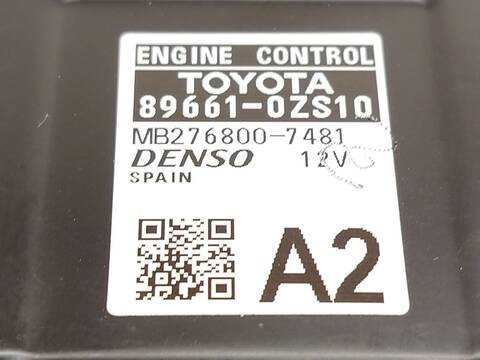 ENGINE CONTROL
TOYOTA
89661-0ZS10
MB276800-7481
DENSO 12V
SPAIN
A2